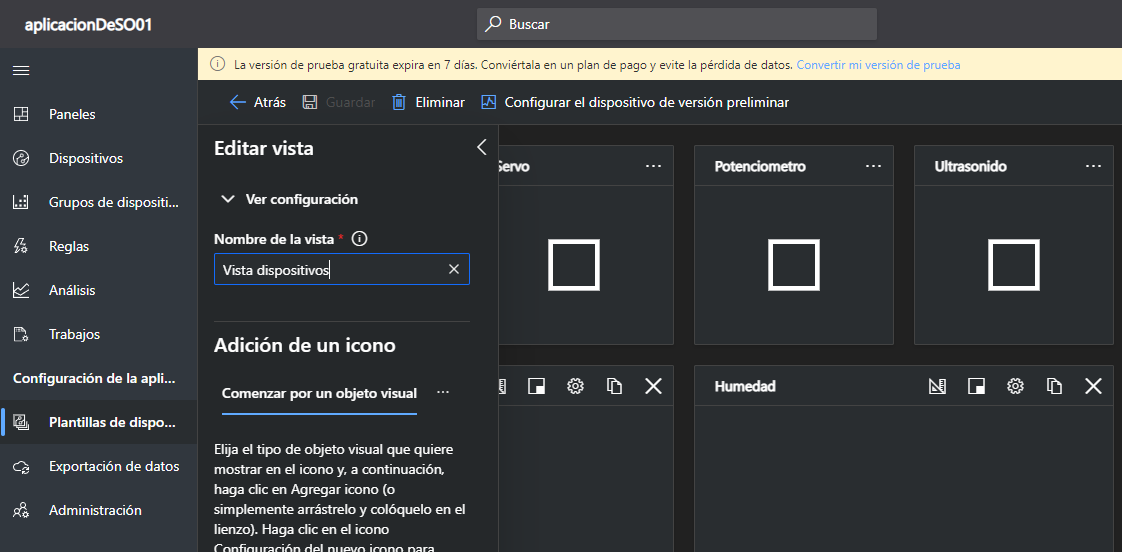 aplicacionDeSO01
Buscar
La versión de prueba gratuita expira en 7 días. Conviértala en un plan de pago y evite la pérdida de datos. Convertir mi versión de prueba
Atrás
Guardar
Eliminar
Configurar el dispositivo de versión preliminar
Paneles
Dispositivos
Grupos de dispositi...
Reglas
Análisis
Trabajos
Configuración de la apli...
Plantillas de dispo...
Exportación de datos
Administración
Editar vista
Ver configuración
Nombre de la vista *
Vista dispositivos
Adición de un icono
Comenzar por un objeto visual
...
Elija el tipo de objeto visual que quiere
mostrar en el icono y, a continuación,
haga clic en Agregar icono (o
simplemente arrástrelo y colóquelo en el
lienzo). Haga clic en el icono
Configuración del nuevo icono para
Servo
Potenciometro
Ultrasonido
Humedad